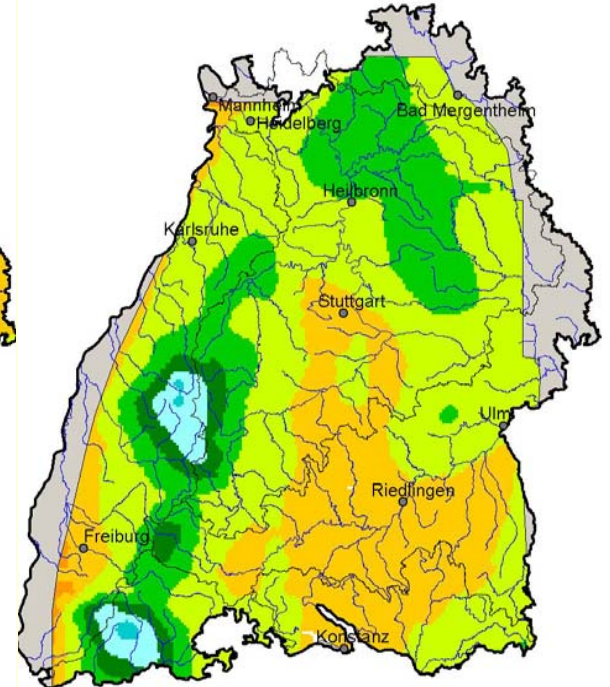 Mannheim
Bad Mergentheim
Heidelberg
Heilbronn
Karlsruhe
Stuttgart
Ulm
Riedlingen
Freiburg
Konstanz